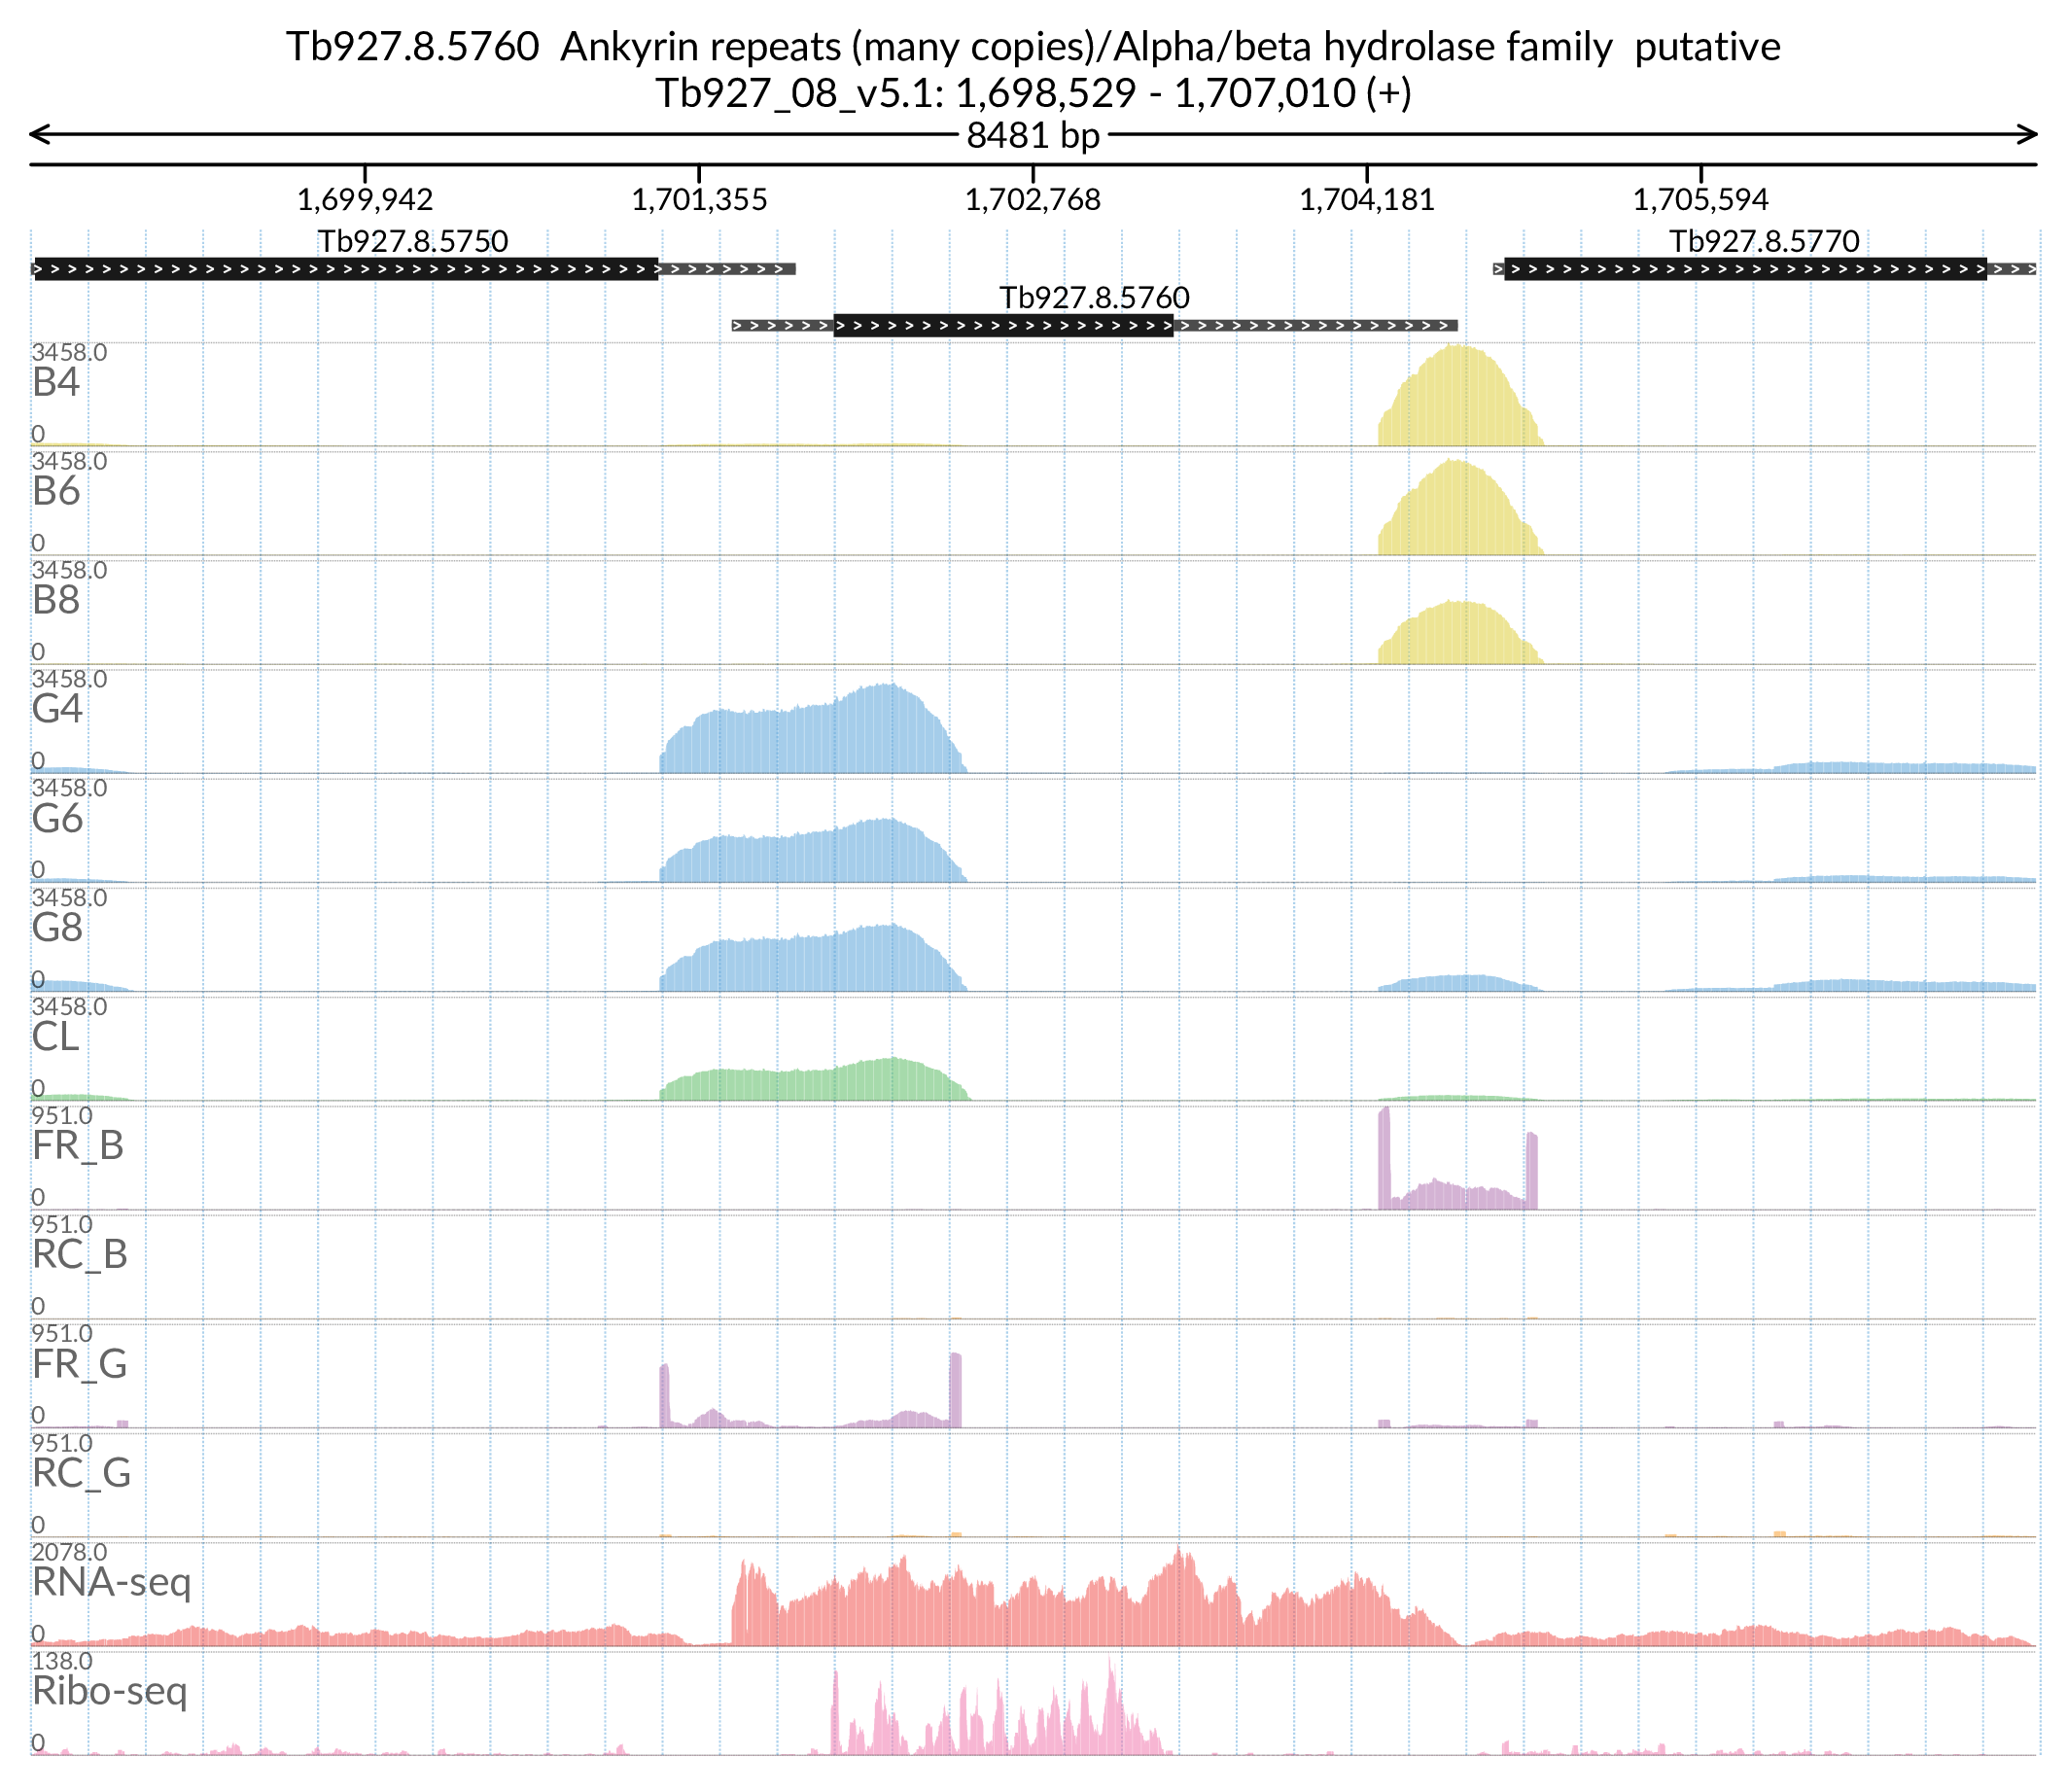 Tb927.8.5760  Ankyrin repeats (many copies)/Alpha/beta hydrolase family  putative
Tb927_08_v5.1: 1,698,529 - 1,707,010 (+)
8481 bp
1,699,942 1,701,355 1,702,768 1,704,181 1,705,594
Tb927.8.5750 Tb927.8.5770
Tb927.8.5760
3458.0
B4
0
3458.0
B6
0
3458.0
B8
0
3458.0
G4
0
3458.0
G6
0
3458.0
G8
0
3458.0
CL
0
951.0
FR_B
0
951.0
RC_B
0
951.0
FR_G
0
951.0
RC_G
0
2078.0
RNA-seq
0
138.0
Ribo-seq
0